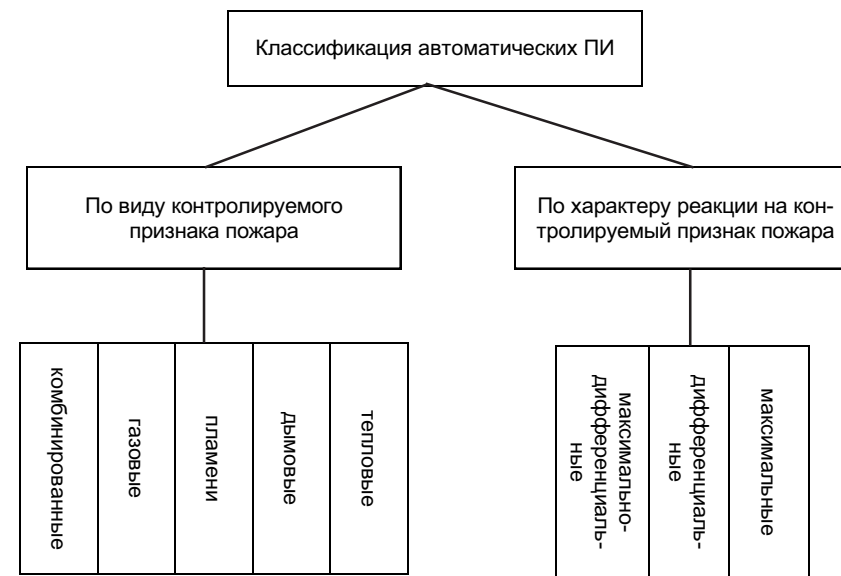 Классификация автоматических ПИ
По виду контролируемого
признака пожара
По характеру реакции на кон-
тролируемый признак пожара
комбинированные
газовые
пламени
дымовые
тепловые
максимально-
дифференциаль-
ные
дифференциаль-
ные
максимальные